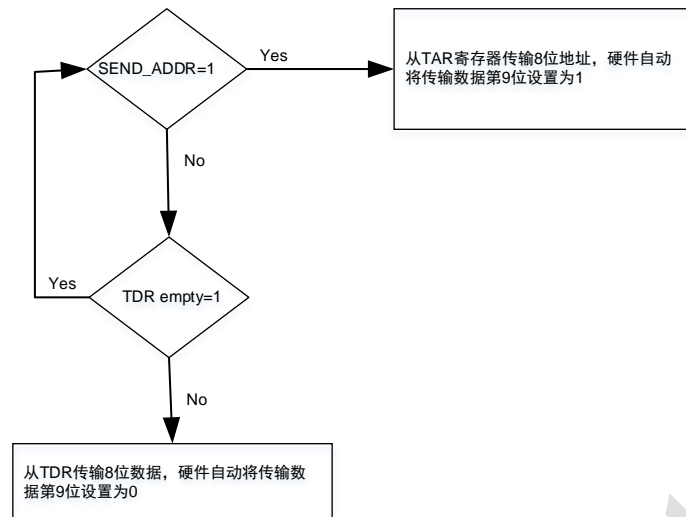 SEND_ADDR=1
Yes
从TAR寄存器传输8位地址，硬件自动
将传输数据第9位设置为1
No
Yes
TDR empty=1
No
从TDR传输8位数据，硬件自动将传输数
据第9位设置为0